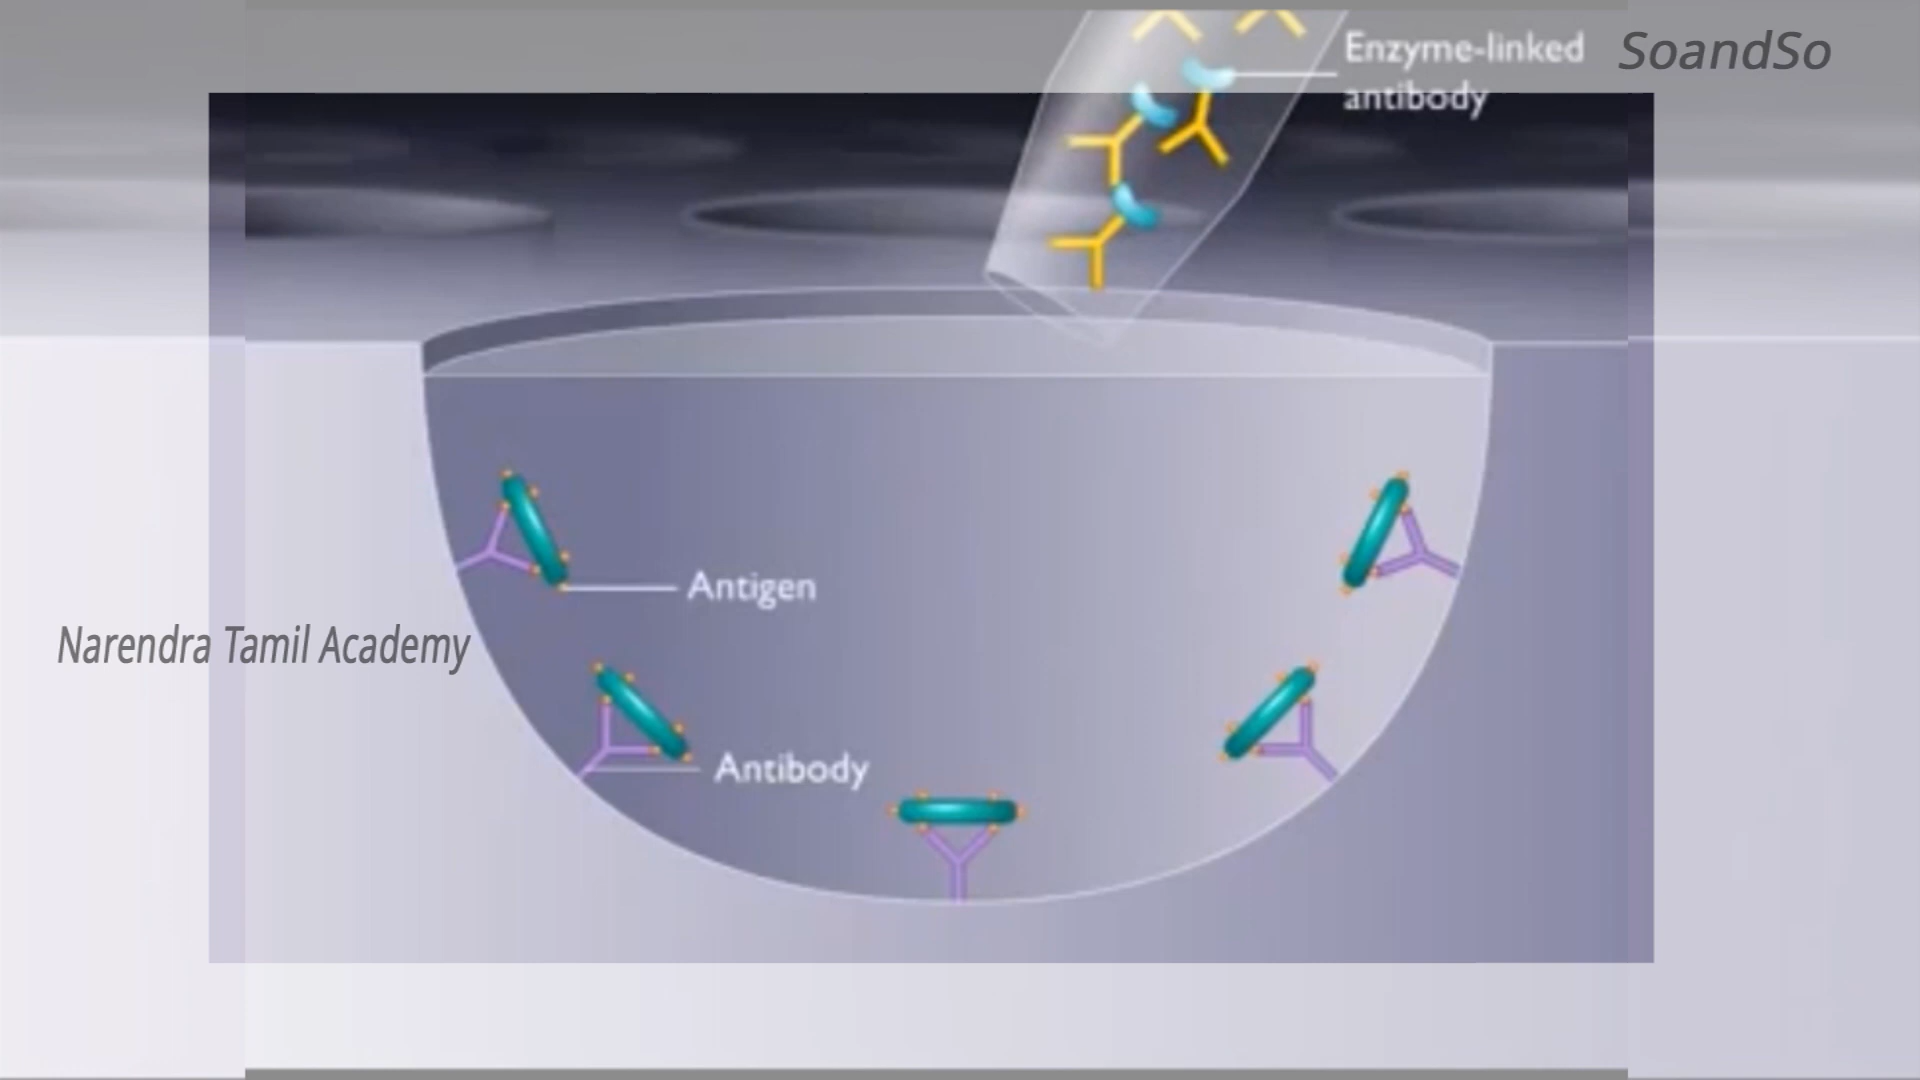 Enzyme-linked
antibody
SoandSo
Antigen
Narendra Tamil Academy
Antibody